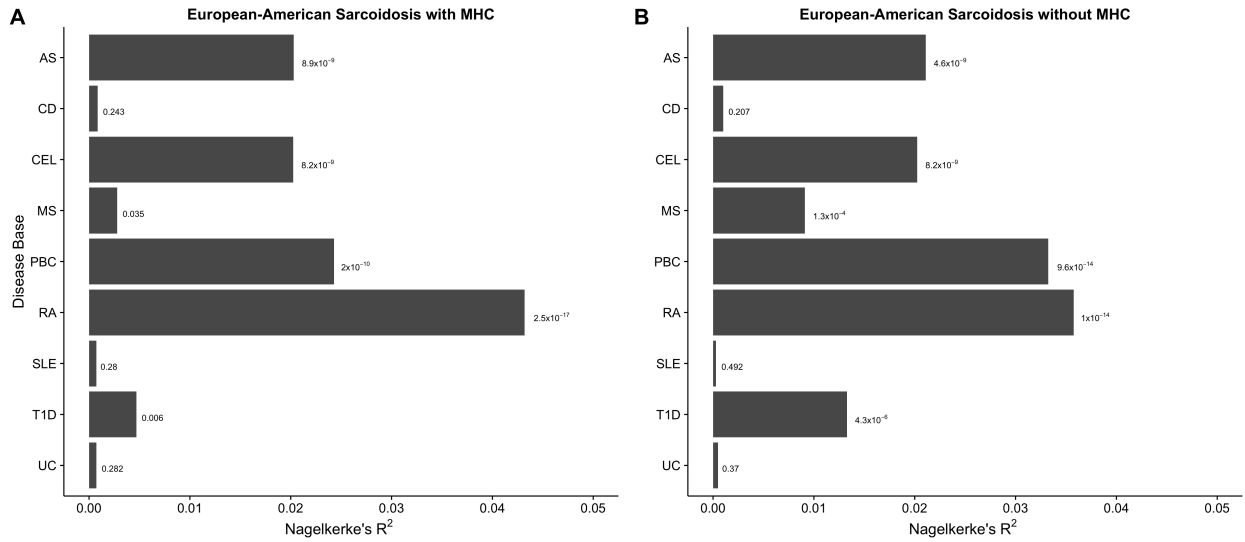 A
European-American Sarcoidosis with MHC
Disease Base
AS
8.9x10⁻⁹
CD
0.243
CEL
8.2x10⁻⁹
MS
0.035
PBC
2x10⁻¹⁰
RA
2.5x10⁻¹⁷
SLE
0.28
T1D
0.006
UC
0.282
0.00 0.01 0.02 0.03 0.04 0.05
Nagelkerke's R²
B
European-American Sarcoidosis without MHC
AS
4.6x10⁻⁹
CD
0.207
CEL
8.2x10⁻⁹
MS
1.3x10⁻⁴
PBC
9.6x10⁻¹⁴
RA
1x10⁻¹⁴
SLE
0.492
T1D
4.3x10⁻⁶
UC
0.37
0.00 0.01 0.02 0.03 0.04 0.05
Nagelkerke's R²